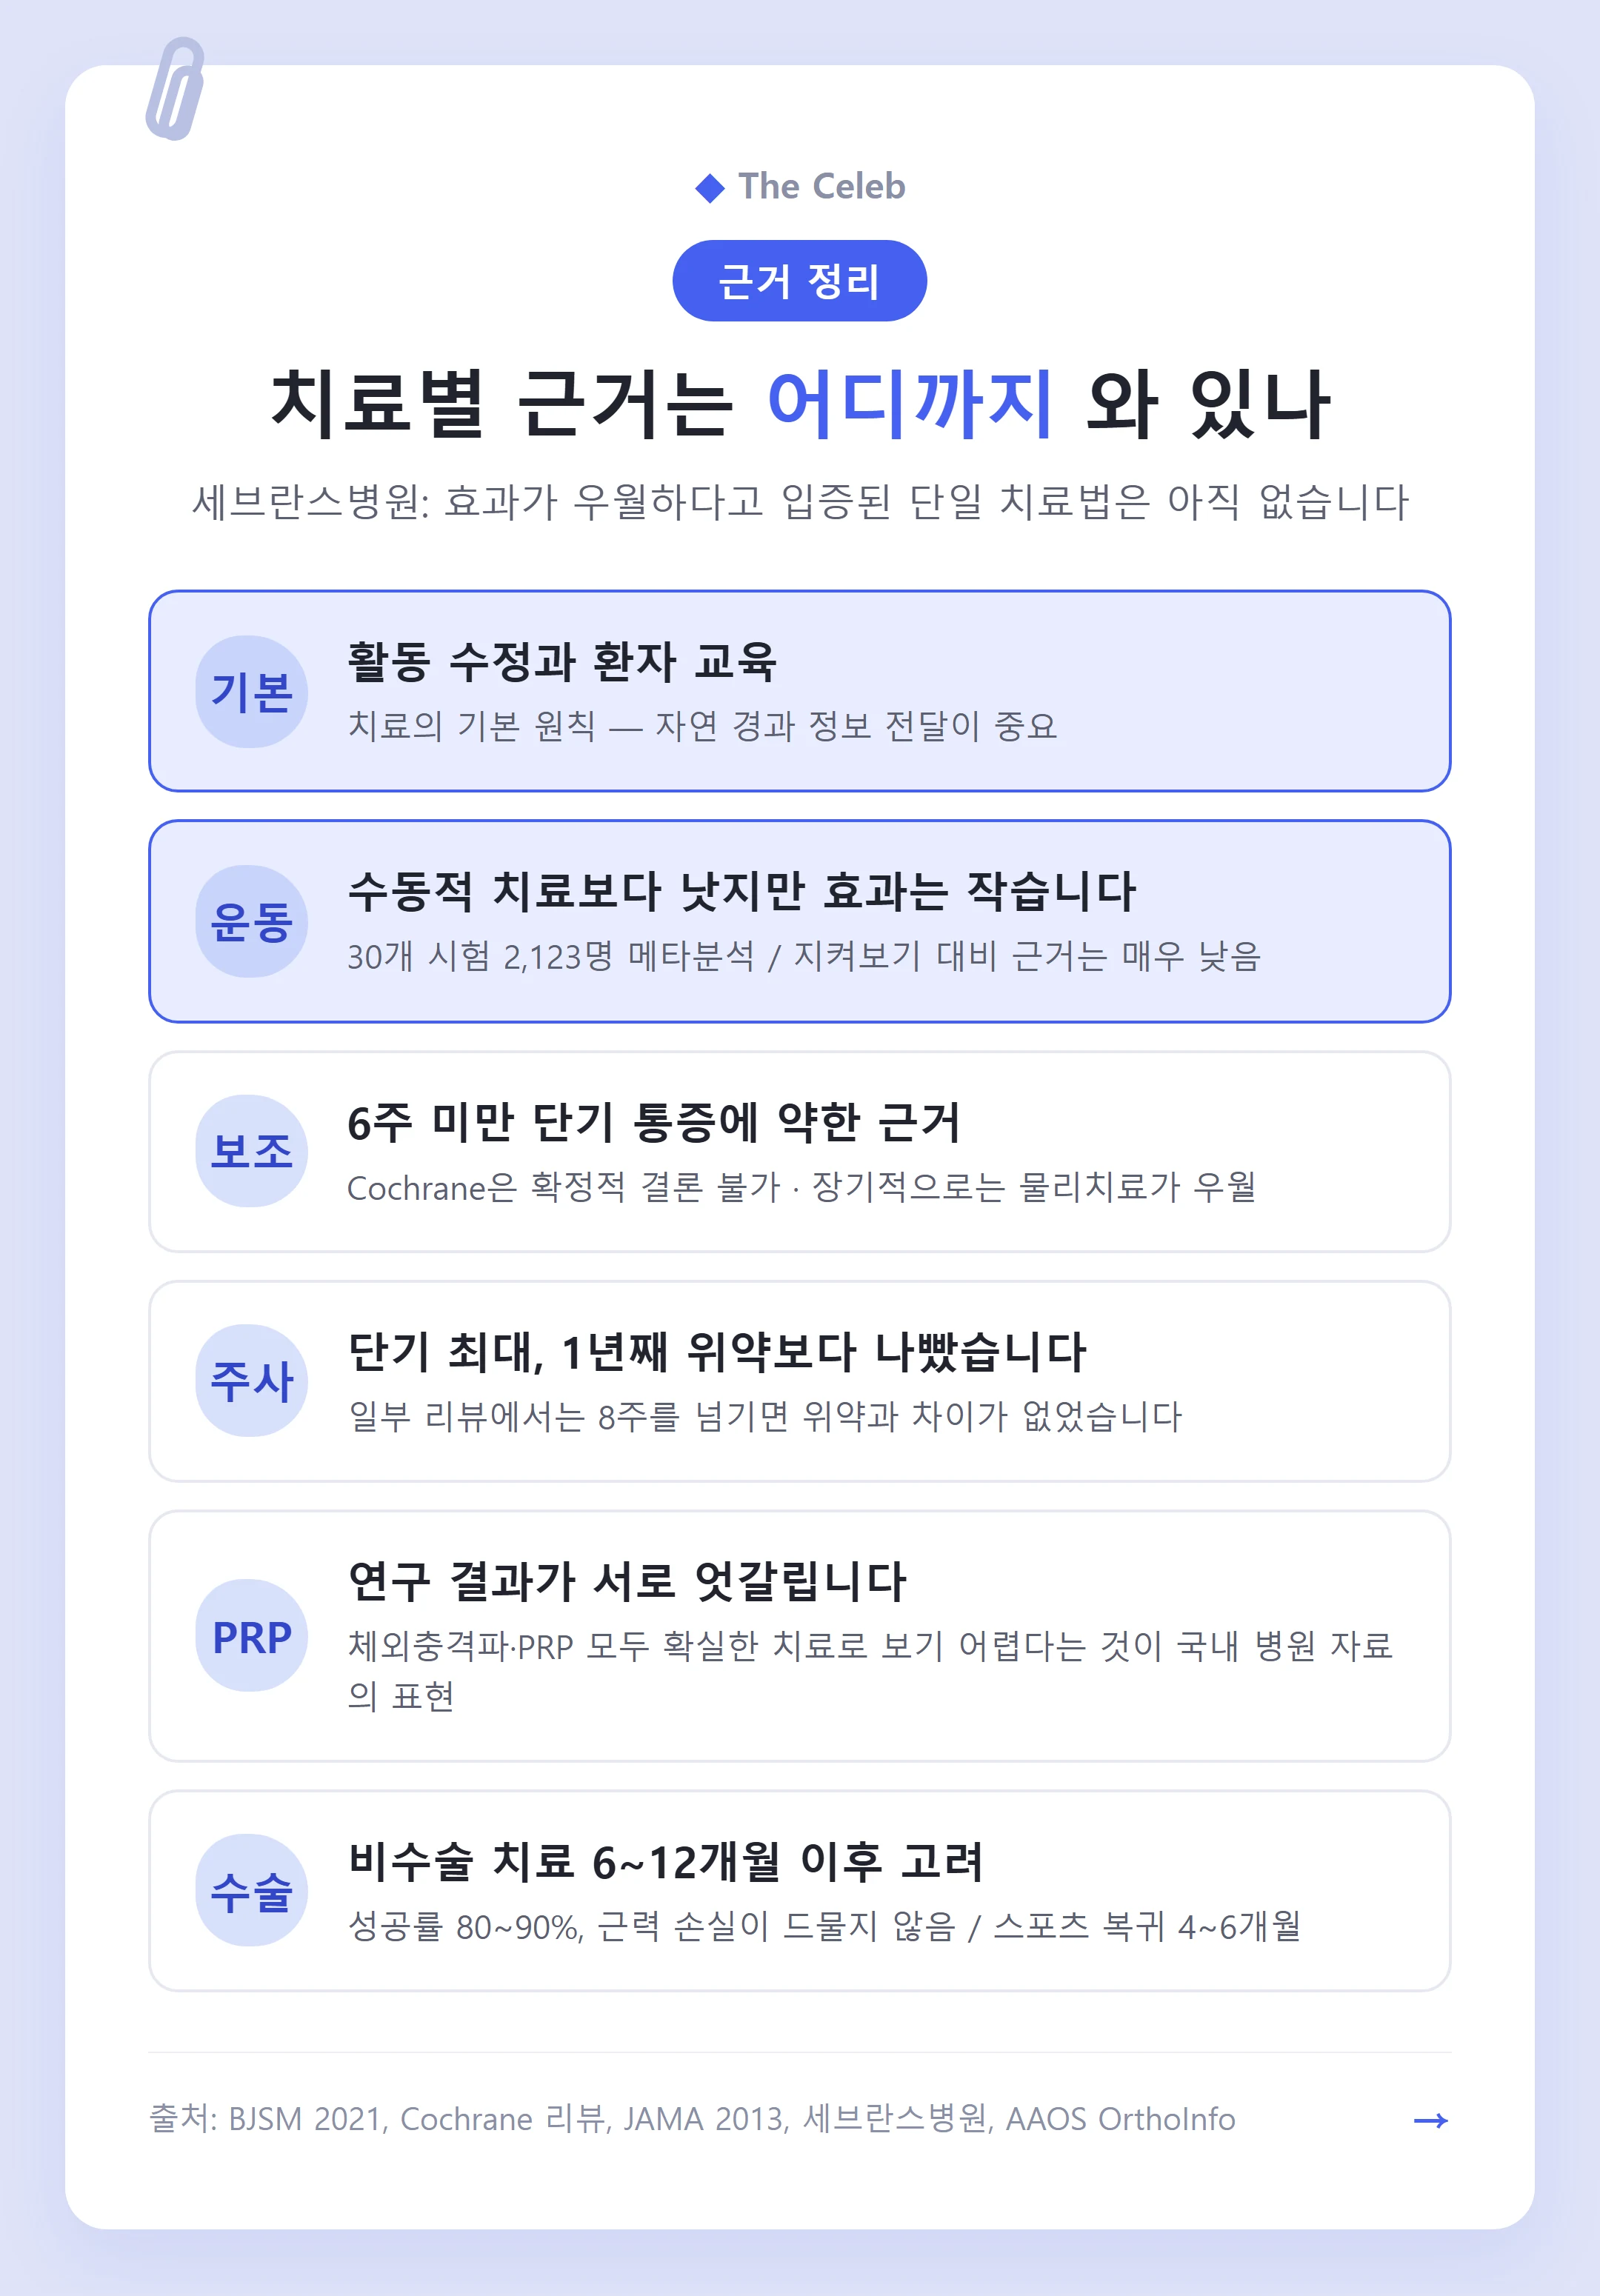 ◆ The Celeb
근거 정리
치료별 근거는 어디까지 와 있나
세브란스병원: 효과가 우월하다고 입증된 단일 치료법은 아직 없습니다
기본
활동 수정과 환자 교육
치료의 기본 원칙 — 자연 경과 정보 전달이 중요
운동
수동적 치료보다 낫지만 효과는 작습니다
30개 시험 2,123명 메타분석 / 지켜보기 대비 근거는 매우 낮음
보조
6주 미만 단기 통증에 약한 근거
Cochrane은 확정적 결론 불가 · 장기적으로는 물리치료가 우월
주사
단기 최대, 1년째 위약보다 나빴습니다
일부 리뷰에서는 8주를 넘기면 위약과 차이가 없었습니다
PRP
연구 결과가 서로 엇갈립니다
체외충격파·PRP 모두 확실한 치료로 보기 어렵다는 것이 국내 병원 자료
의 표현
수술
비수술 치료 6~12개월 이후 고려
성공률 80~90%, 근력 손실이 드물지 않음 / 스포츠 복귀 4~6개월
출처: BJSM 2021, Cochrane 리뷰, JAMA 2013, 세브란스병원, AAOS OrthoInfo →